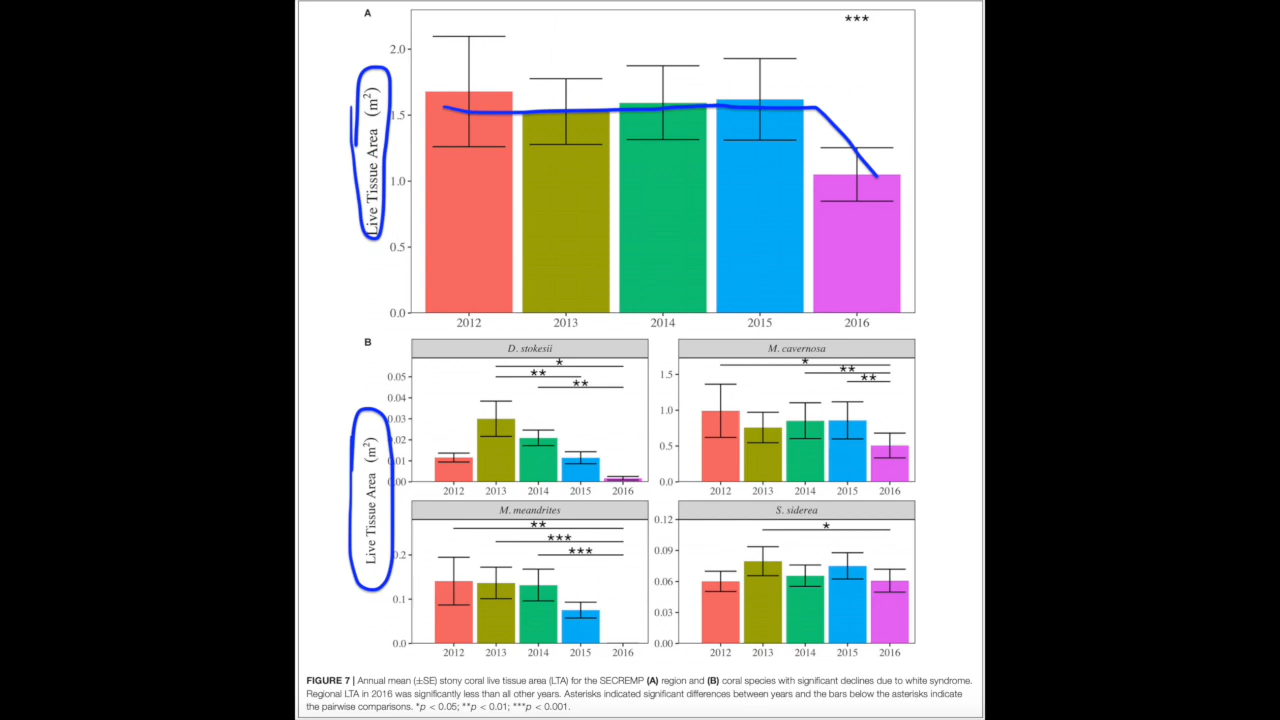 A
***
Live Tissue Area (m²)
2.0
1.5
1.0
0.5
0.0
2012 2013 2014 2015 2016
B
Live Tissue Area (m²)
D. stokesii
*
**
**
0.05
0.04
0.03
0.02
0.01
0.00
2012 2013 2014 2015 2016
M. cavernosa
*
**
**
1.5
1.0
0.5
0.0
2012 2013 2014 2015 2016
M. meandrites
**
***
***
0.2
0.1
0.0
2012 2013 2014 2015 2016
S. siderea
*
0.12
0.09
0.06
0.03
0.00
2012 2013 2014 2015 2016
FIGURE 7 | Annual mean (±SE) stony coral live tissue area (LTA) for the SECREMP (A) region and (B) coral species with significant declines due to white syndrome.
Regional LTA in 2016 was significantly less than all other years. Asterisks indicated significant differences between years and the bars below the asterisks indicate
the pairwise comparisons. *p < 0.05; **p < 0.01; ***p < 0.001.